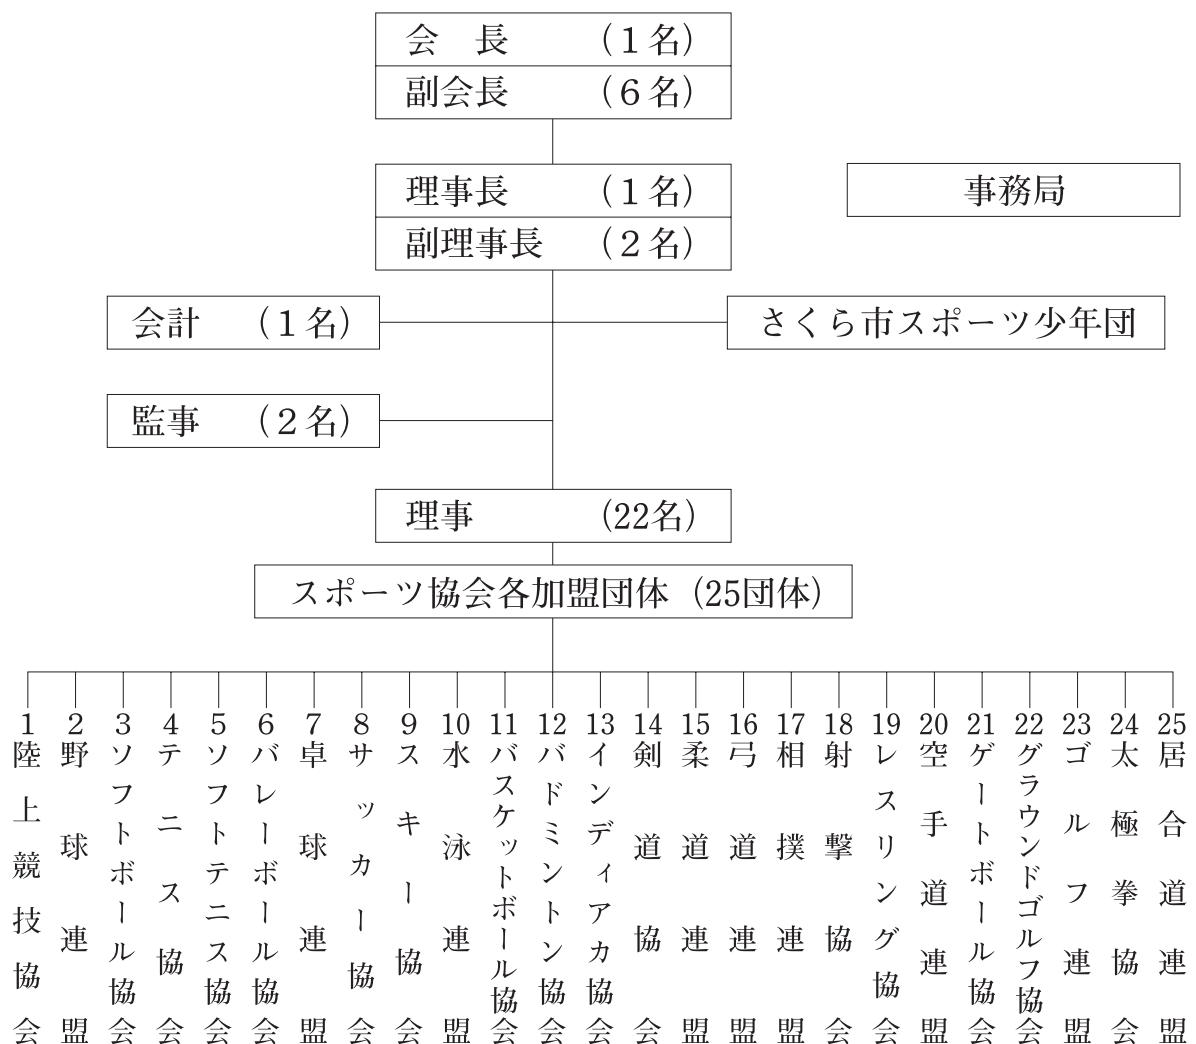 会　長　（１名）
副会長　（６名）
理事長　（１名）
副理事長　（２名）
事務局
会計　（１名）
さくら市スポーツ少年団
監事　（２名）
理事　（22名）
スポーツ協会各加盟団体（25団体）
1 陸上競技協会
2 野球連盟
3 ソフトボール協会
4 テニス協会
5 ソフトテニス協会
6 バレーボール協会
7 卓球連盟
8 サッカー協会
9 スキー協会
10 水泳連盟
11 バスケットボール協会
12 バドミントン協会
13 インディアカ協会
14 剣道協会
15 柔道連盟
16 弓道連盟
17 相撲連盟
18 射撃協会
19 レスリング協会
20 空手道連盟
21 ゲートボール協会
22 グラウンドゴルフ協会
23 ゴルフ連盟
24 太極拳協会
25 居合道連盟